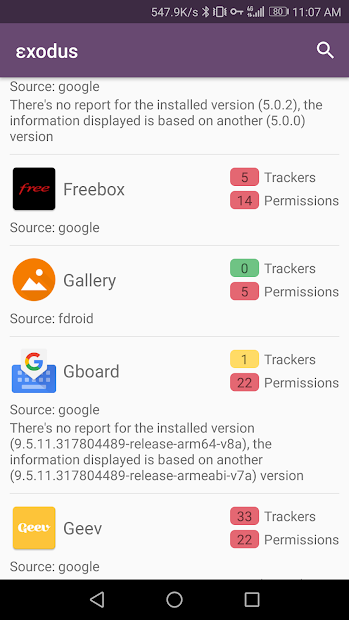 547.9K/s 80 11:07 AM
εxodus
Source: google
There's no report for the installed version (5.0.2), the
information displayed is based on another (5.0.0)
version
free
Freebox
5 Trackers
14 Permissions
Source: google
Gallery
0 Trackers
5 Permissions
Source: fdroid
G
Gboard
1 Trackers
22 Permissions
Source: google
There's no report for the installed version
(9.5.11.317804489-release-arm64-v8a), the
information displayed is based on another
(9.5.11.317804489-release-armeabi-v7a) version
Geev
Geev
33 Trackers
22 Permissions
Source: google